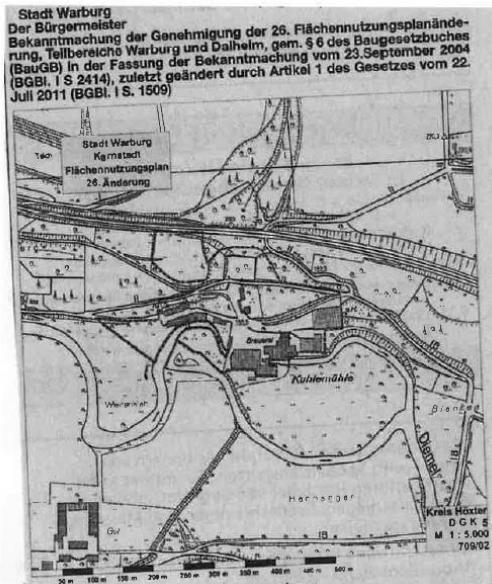 Stadt Warburg
Der Bürgermeister
Bekanntmachung der Genehmigung der 26. Flächennutzungsplanände-
rung, Teilbereiche Warburg und Dalheim, gem. § 6 des Baugesetzbuches
(BauGB) in der Fassung der Bekanntmachung vom 23.September 2004
(BGBl. I S 2414), zuletzt geändert durch Artikel 1 des Gesetzes vom 22.
Juli 2011 (BGBl. I S. 1509)
Stadt Warburg
Kernstadt
Flächennutzungsplan
26. Änderung
Teich
Brauerei
Kuhlemühle
Diemel
Gut
Kreis Höxter
D G K 5
M 1 : 5.000
709/02
50 m 100 m 150 m 200 m 250 m 300 m 350 m 400 m 450 m 500 m